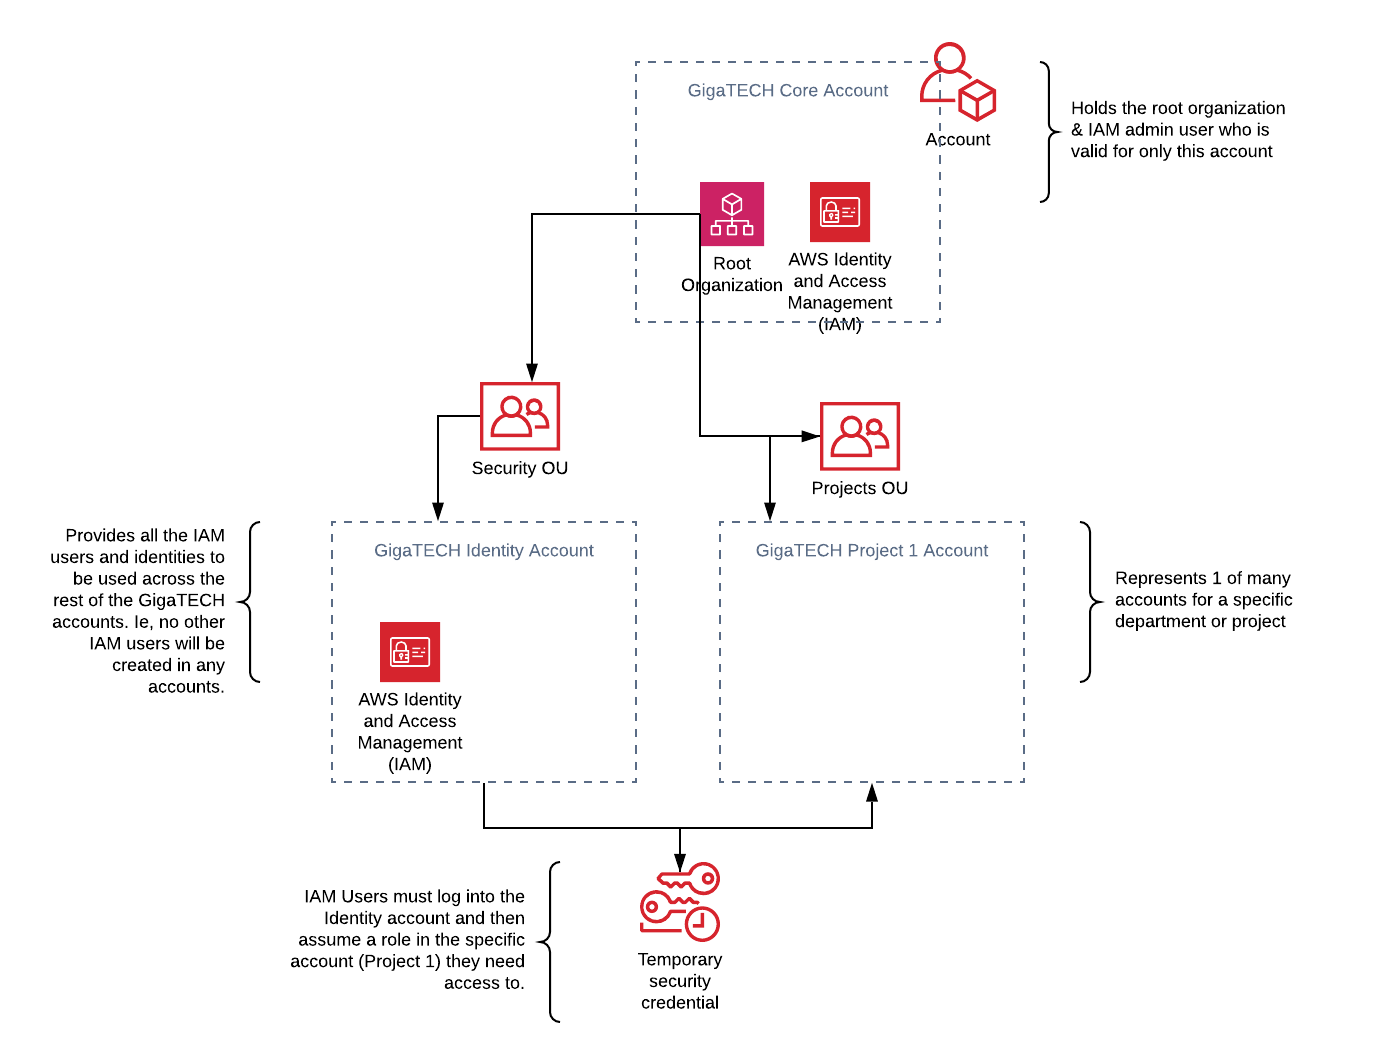 GigaTECH Core Account
Account
Holds the root organization
& IAM admin user who is
valid for only this account
Root
Organization
AWS Identity
and Access
Management
(IAM)
Security OU
Projects OU
Provides all the IAM
users and identities to
be used across the
rest of the GigaTECH
accounts. Ie, no other
IAM users will be
created in any
accounts.
GigaTECH Identity Account
AWS Identity
and Access
Management
(IAM)
GigaTECH Project 1 Account
Represents 1 of many
accounts for a specific
department or project
IAM Users must log into the
Identity account and then
assume a role in the specific
account (Project 1) they need
access to.
Temporary
security
credential